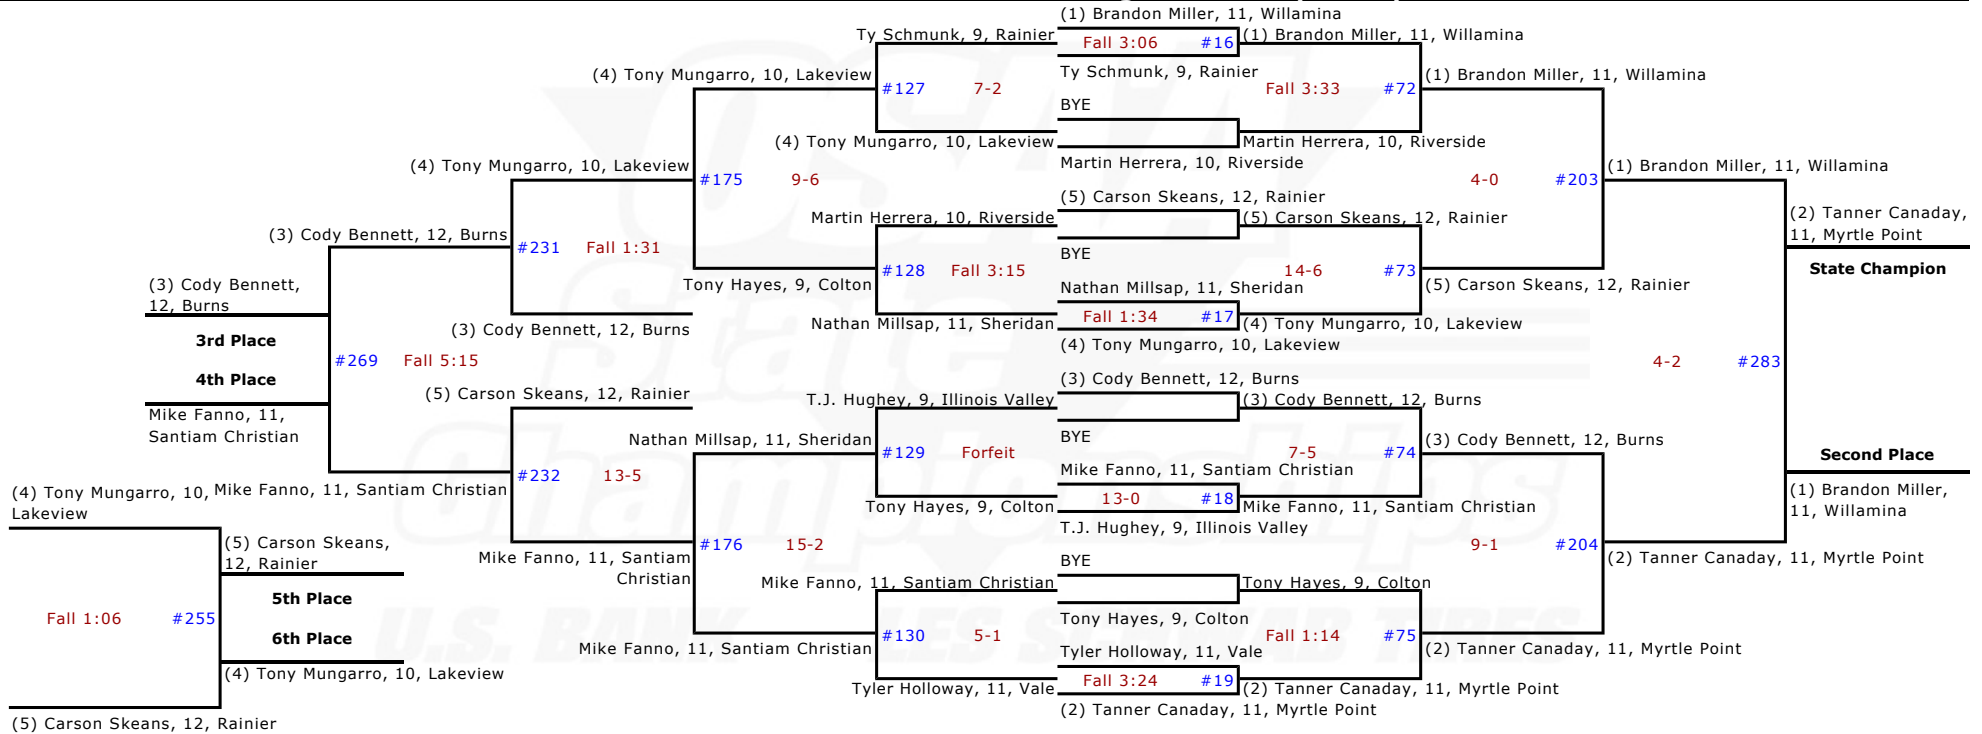 (1) Brandon Miller, 11, Willamina
Ty Schmunk, 9, Rainier
Fall 3:06 #16
(1) Brandon Miller, 11, Willamina
(4) Tony Mungarro, 10, Lakeview
#127 7-2
Ty Schmunk, 9, Rainier
Fall 3:33 #72
(1) Brandon Miller, 11, Willamina
BYE
(4) Tony Mungarro, 10, Lakeview
Martin Herrera, 10, Riverside
Martin Herrera, 10, Riverside
(4) Tony Mungarro, 10, Lakeview
#175 9-6
4-0 #203
(1) Brandon Miller, 11, Willamina
(5) Carson Skeans, 12, Rainier
Martin Herrera, 10, Riverside
(5) Carson Skeans, 12, Rainier
(2) Tanner Canaday,
11, Myrtle Point
State Champion
(3) Cody Bennett, 12, Burns
#231 Fall 1:31
BYE
#128 Fall 3:15
14-6 #73
Tony Hayes, 9, Colton
Nathan Millsap, 11, Sheridan
(5) Carson Skeans, 12, Rainier
(3) Cody Bennett,
12, Burns
3rd Place
(3) Cody Bennett, 12, Burns
Nathan Millsap, 11, Sheridan
Fall 1:34 #17
(4) Tony Mungarro, 10, Lakeview
(4) Tony Mungarro, 10, Lakeview
#269 Fall 5:15
4-2 #283
4th Place
Mike Fanno, 11,
Santiam Christian
(5) Carson Skeans, 12, Rainier
(3) Cody Bennett, 12, Burns
T.J. Hughey, 9, Illinois Valley
(3) Cody Bennett, 12, Burns
BYE
Nathan Millsap, 11, Sheridan
#129 Forfeit
7-5 #74
(3) Cody Bennett, 12, Burns
Second Place
Mike Fanno, 11, Santiam Christian
#232 13-5
(1) Brandon Miller,
11, Willamina
(4) Tony Mungarro, 10,
Lakeview
Mike Fanno, 11, Santiam Christian
Tony Hayes, 9, Colton
13-0 #18
Mike Fanno, 11, Santiam Christian
T.J. Hughey, 9, Illinois Valley
(5) Carson Skeans,
12, Rainier
5th Place
Mike Fanno, 11, Santiam
Christian
#176 15-2
9-1 #204
(2) Tanner Canaday, 11, Myrtle Point
BYE
Mike Fanno, 11, Santiam Christian
Tony Hayes, 9, Colton
Tony Hayes, 9, Colton
Fall 1:06 #255
6th Place
(4) Tony Mungarro, 10, Lakeview
#130 5-1
Fall 1:14 #75
Mike Fanno, 11, Santiam Christian
Tyler Holloway, 11, Vale
(2) Tanner Canaday, 11, Myrtle Point
Tyler Holloway, 11, Vale
Fall 3:24 #19
(2) Tanner Canaday, 11, Myrtle Point
(2) Tanner Canaday, 11, Myrtle Point
(5) Carson Skeans, 12, Rainier
OSAA
State
Championships
U.S. BANK LES SCHWAB TIRES